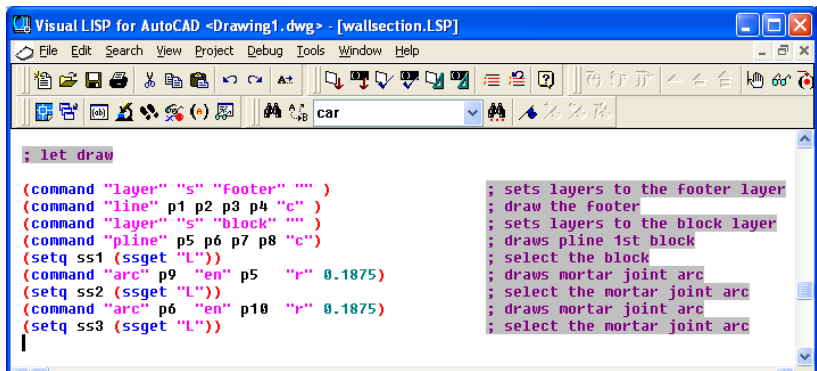 Visual LISP for AutoCAD <Drawing1.dwg> - [wallsection.LSP]
File Edit Search View Project Debug Tools Window Help
car
; let draw
(command "layer" "s" "footer" "" ) ; sets layers to the footer layer
(command "line" p1 p2 p3 p4 "c" ) ; draw the footer
(command "layer" "s" "block" "" ) ; sets layers to the block layer
(command "pline" p5 p6 p7 p8 "c") ; draws pline 1st block
(setq ss1 (ssget "L")) ; select the block
(command "arc" p9 "en" p5 "r" 0.1875) ; draws mortar joint arc
(setq ss2 (ssget "L")) ; select the mortar joint arc
(command "arc" p6 "en" p10 "r" 0.1875) ; draws mortar joint arc
(setq ss3 (ssget "L")) ; select the mortar joint arc